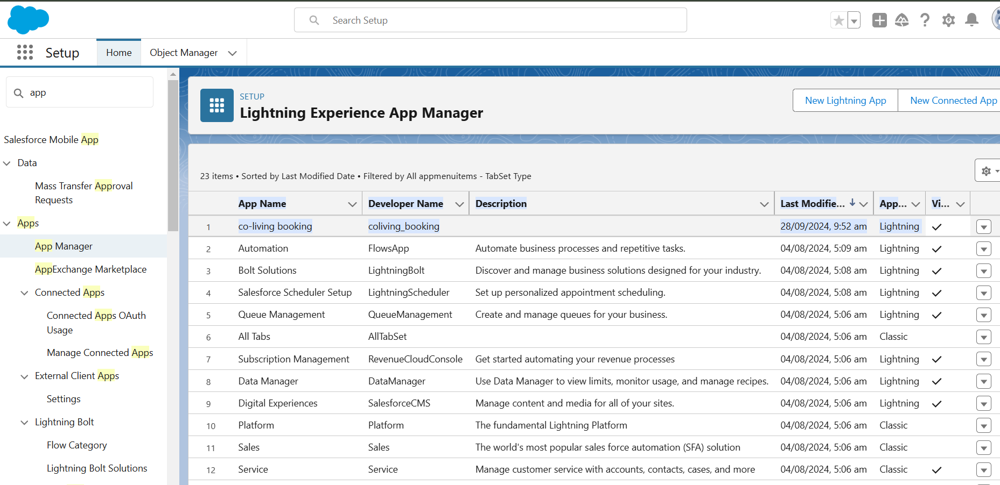 Search Setup
Setup
Home
Object Manager
app
Salesforce Mobile App
Data
Mass Transfer Approval
Requests
Apps
App Manager
AppExchange Marketplace
Connected Apps
Connected Apps OAuth
Usage
Manage Connected Apps
External Client Apps
Settings
Lightning Bolt
Flow Category
Lightning Bolt Solutions
SETUP
Lightning Experience App Manager
New Lightning App
New Connected App
23 items • Sorted by Last Modified Date • Filtered by All appmenuitems - TabSet Type
App Name Developer Name Description Last Modifie... App... Vi...
1 co-living booking coliving_booking 28/09/2024, 9:52 am Lightning
2 Automation FlowsApp Automate business processes and repetitive tasks. 04/08/2024, 5:09 am Lightning
3 Bolt Solutions LightningBolt Discover and manage business solutions designed for your industry. 04/08/2024, 5:08 am Lightning
4 Salesforce Scheduler Setup LightningScheduler Set up personalized appointment scheduling. 04/08/2024, 5:08 am Lightning
5 Queue Management QueueManagement Create and manage queues for your business. 04/08/2024, 5:06 am Lightning
6 All Tabs AllTabSet 04/08/2024, 5:06 am Classic
7 Subscription Management RevenueCloudConsole Get started automating your revenue processes 04/08/2024, 5:06 am Lightning
8 Data Manager DataManager Use Data Manager to view limits, monitor usage, and manage recipes. 04/08/2024, 5:06 am Lightning
9 Digital Experiences SalesforceCMS Manage content and media for all of your sites. 04/08/2024, 5:06 am Lightning
10 Platform Platform The fundamental Lightning Platform 04/08/2024, 5:06 am Classic
11 Sales Sales The world's most popular sales force automation (SFA) solution 04/08/2024, 5:06 am Classic
12 Service Service Manage customer service with accounts, contacts, cases, and more 04/08/2024, 5:06 am Classic